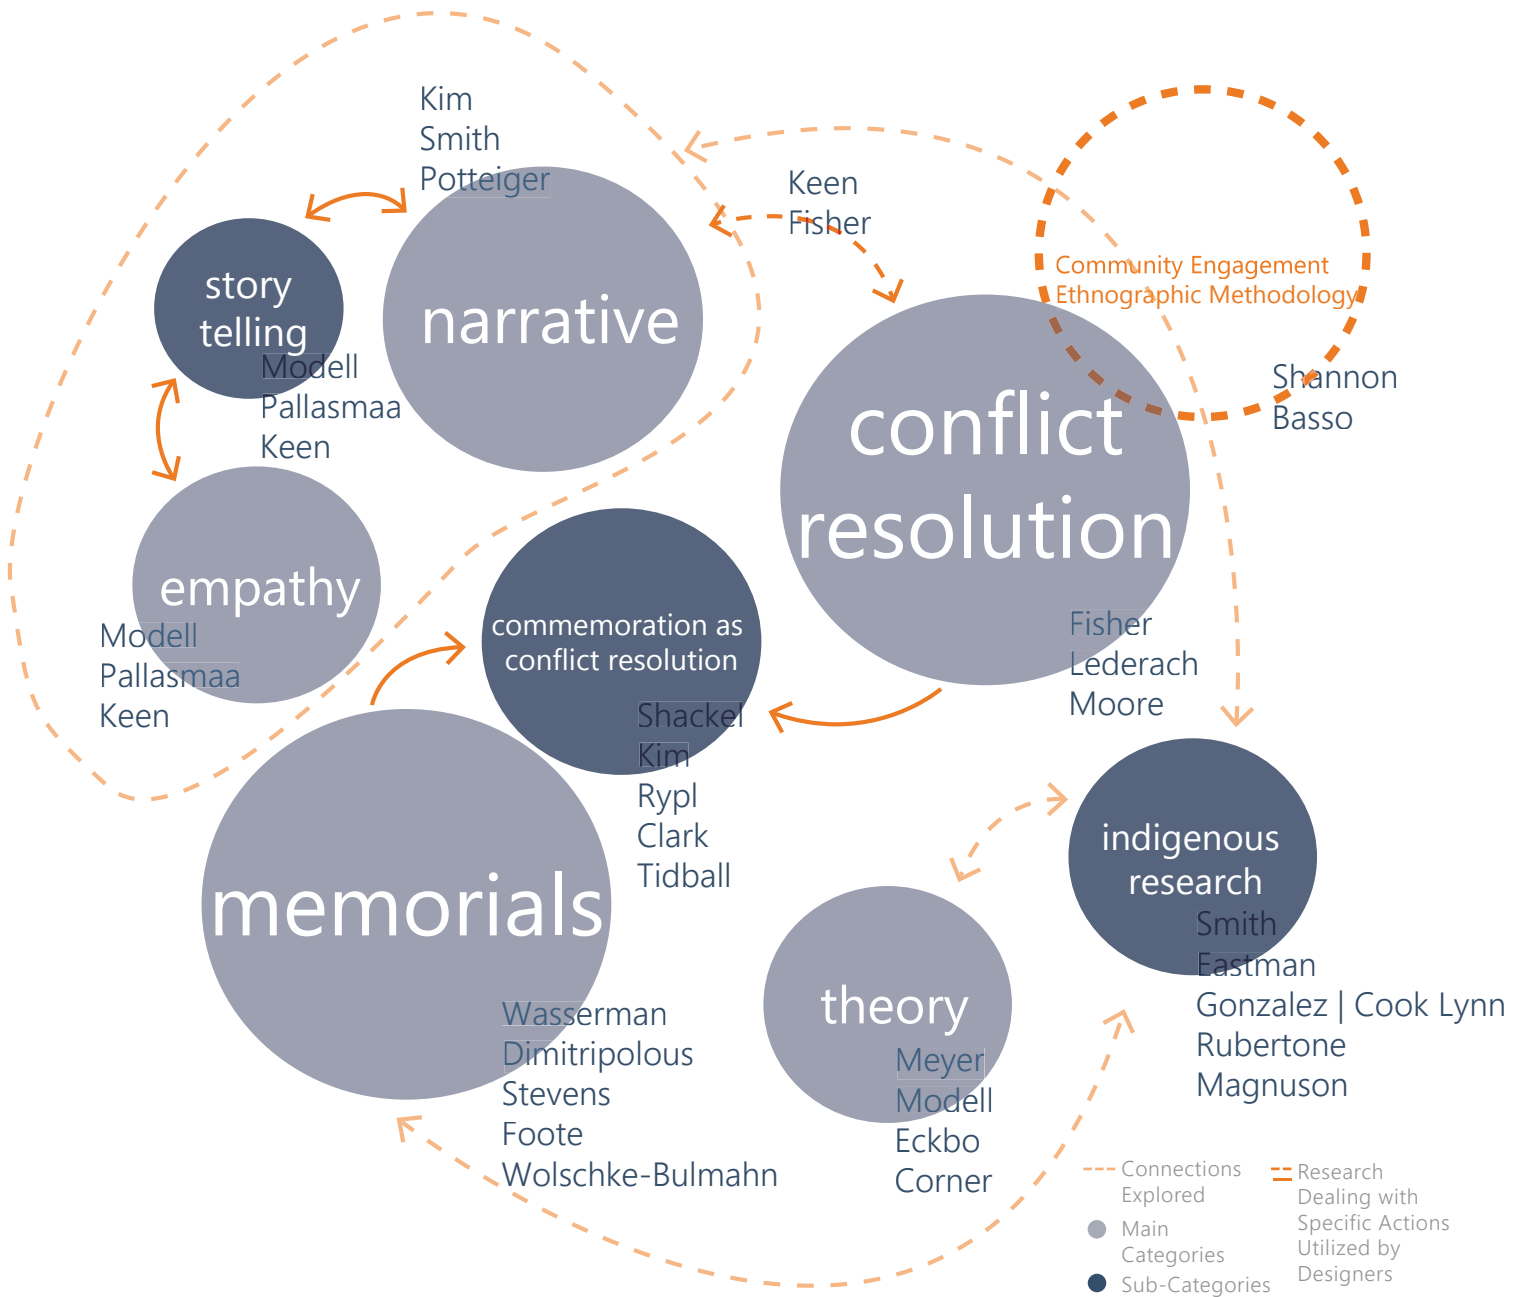 Kim
Smith
Potteiger
Keen
Fisher
story
telling
narrative
Community Engagement
Ethnographic Methodology
Modell
Pallasmaa
Keen
Shannon
Basso
conflict
resolution
empathy
Modell
Pallasmaa
Keen
commemoration as
conflict resolution
Fisher
Lederach
Moore
Shackel
Kim
Rypl
Clark
Tidball
memorials
indigenous
research
Smith
Eastman
Gonzalez | Cook Lynn
Rubertone
Magnuson
theory
Meyer
Modell
Eckbo
Corner
Wasserman
Dimitripolous
Stevens
Foote
Wolschke-Bulmahn
Connections
Explored
Main
Categories
Sub-Categories
Research
Dealing with
Specific Actions
Utilized by
Designers